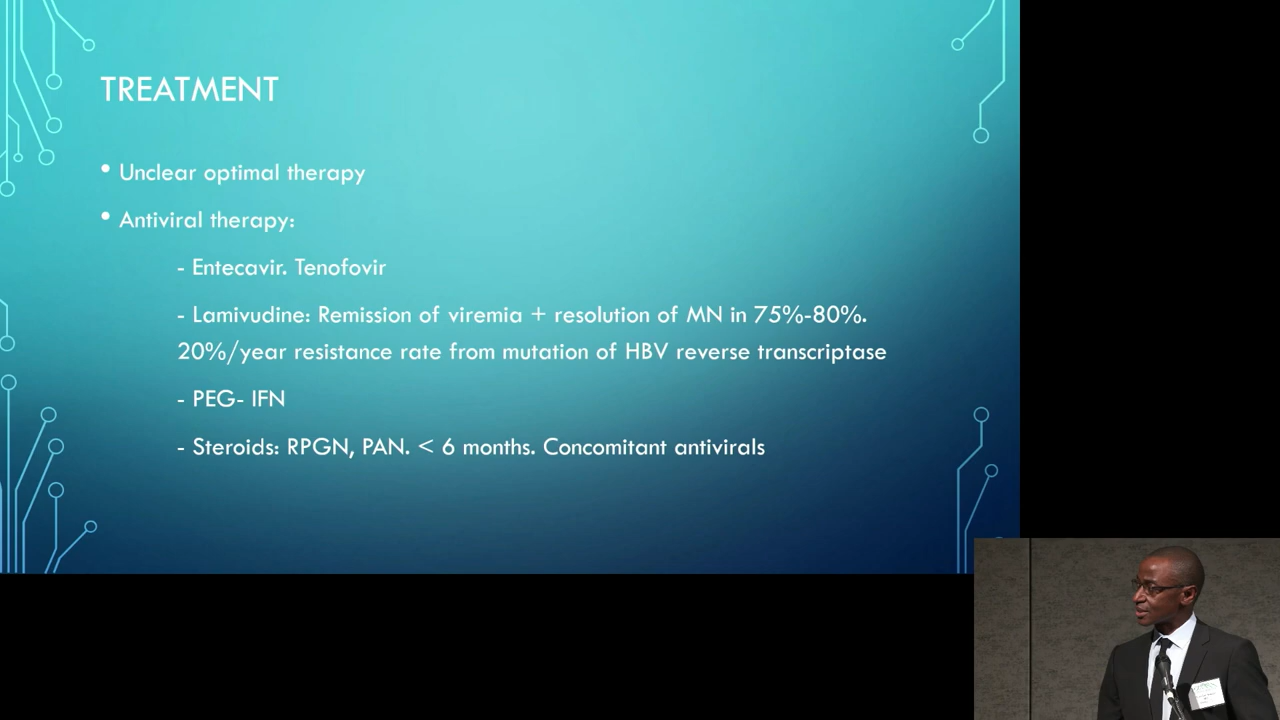 TREATMENT
• Unclear optimal therapy
• Antiviral therapy:
- Entecavir. Tenofovir
- Lamivudine: Remission of viremia + resolution of MN in 75%-80%.
20%/year resistance rate from mutation of HBV reverse transcriptase
- PEG- IFN
- Steroids: RPGN, PAN. < 6 months. Concomitant antivirals